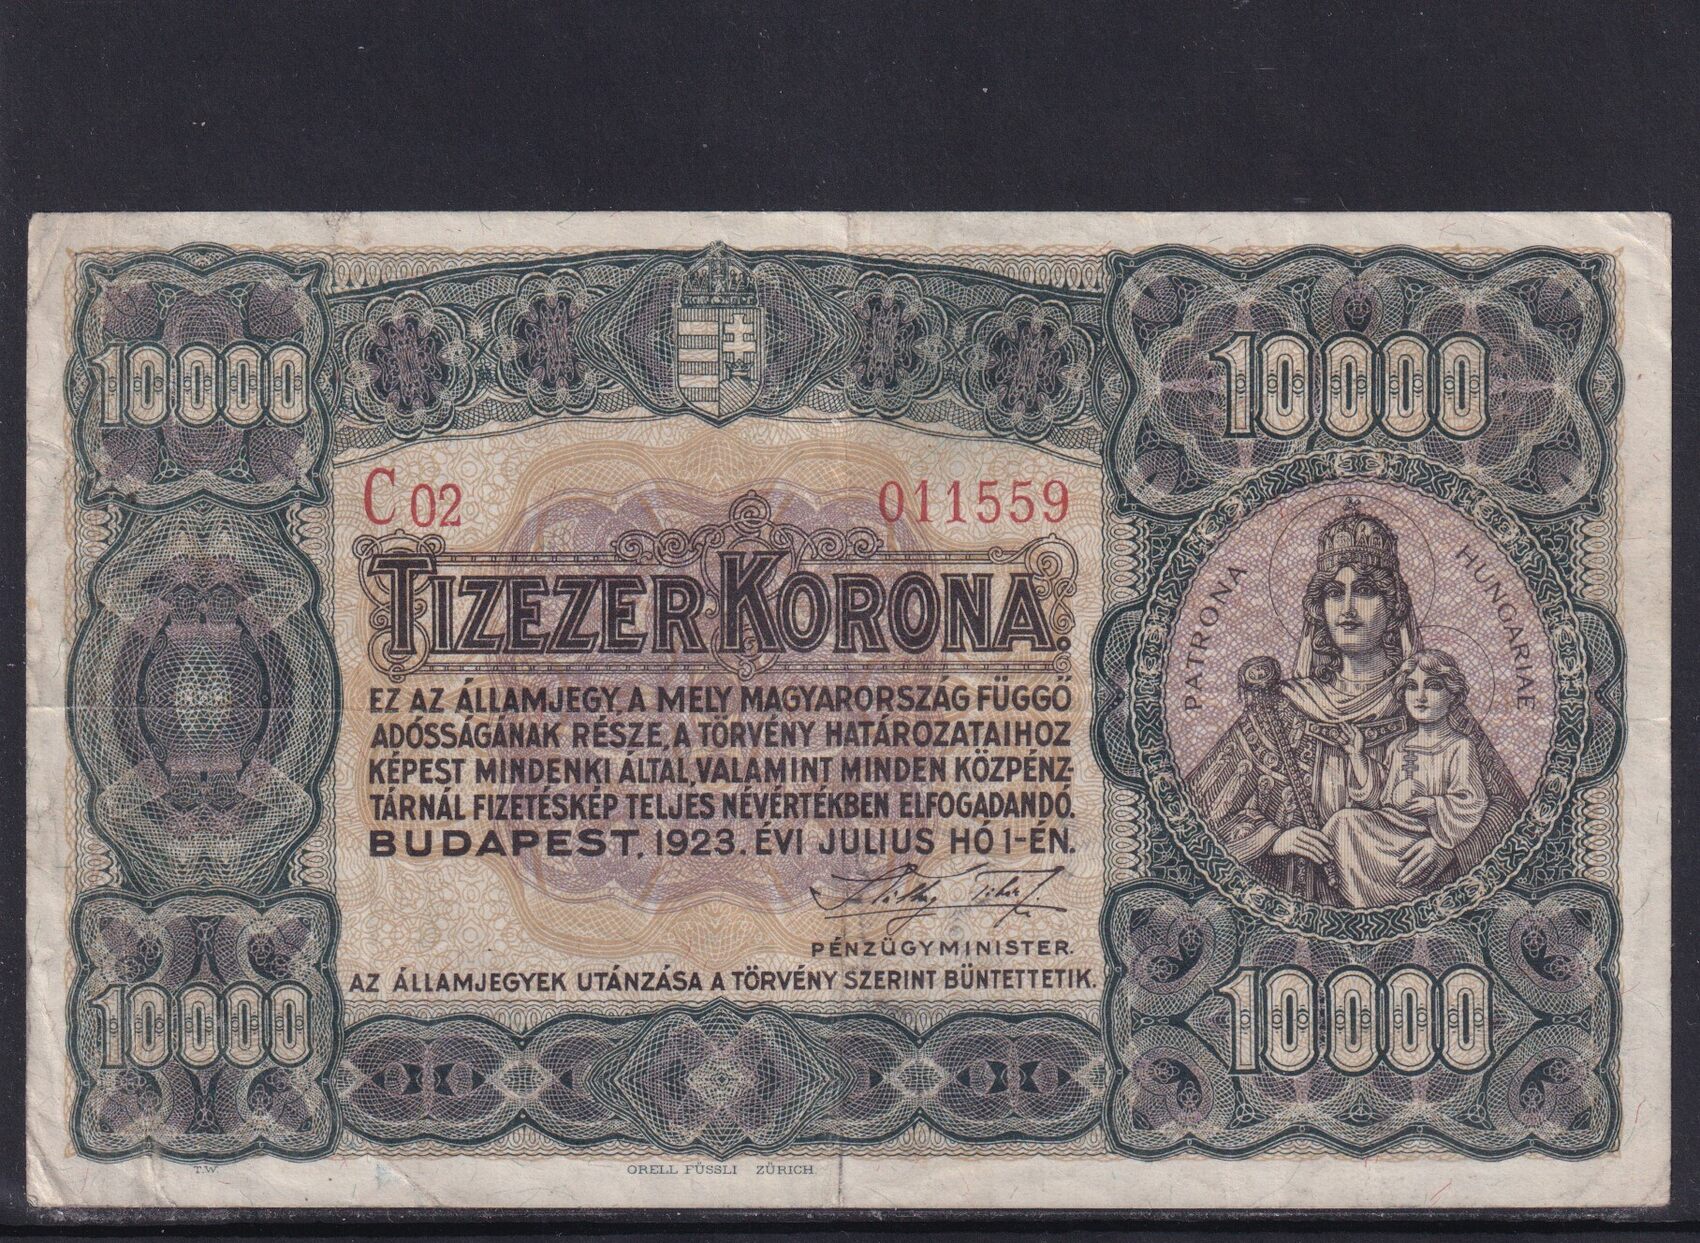 10000
10000
C 02 011559
TIZEZER KORONA.
PATRONA HUNGARIAE
EZ AZ ÁLLAMJEGY, A MELY MAGYARORSZÁG FÜGGŐ
ADÓSSÁGÁNAK RÉSZE, A TÖRVÉNY HATÁROZATAIHOZ
KÉPEST MINDENKI ÁLTAL, VALAMINT MINDEN KÖZPÉNZ-
TÁRNÁL FIZETÉSKÉP TELJES NÉVÉRTÉKBEN ELFOGADANDÓ.
BUDAPEST, 1923. ÉVI JULIUS HÓ 1-ÉN.
PÉNZÜGYMINISTER.
AZ ÁLLAMJEGYEK UTÁNZÁSA A TÖRVÉNY SZERINT BÜNTETTETIK.
10000
10000
T.W.
ORELL FÜSSLI ZÜRICH